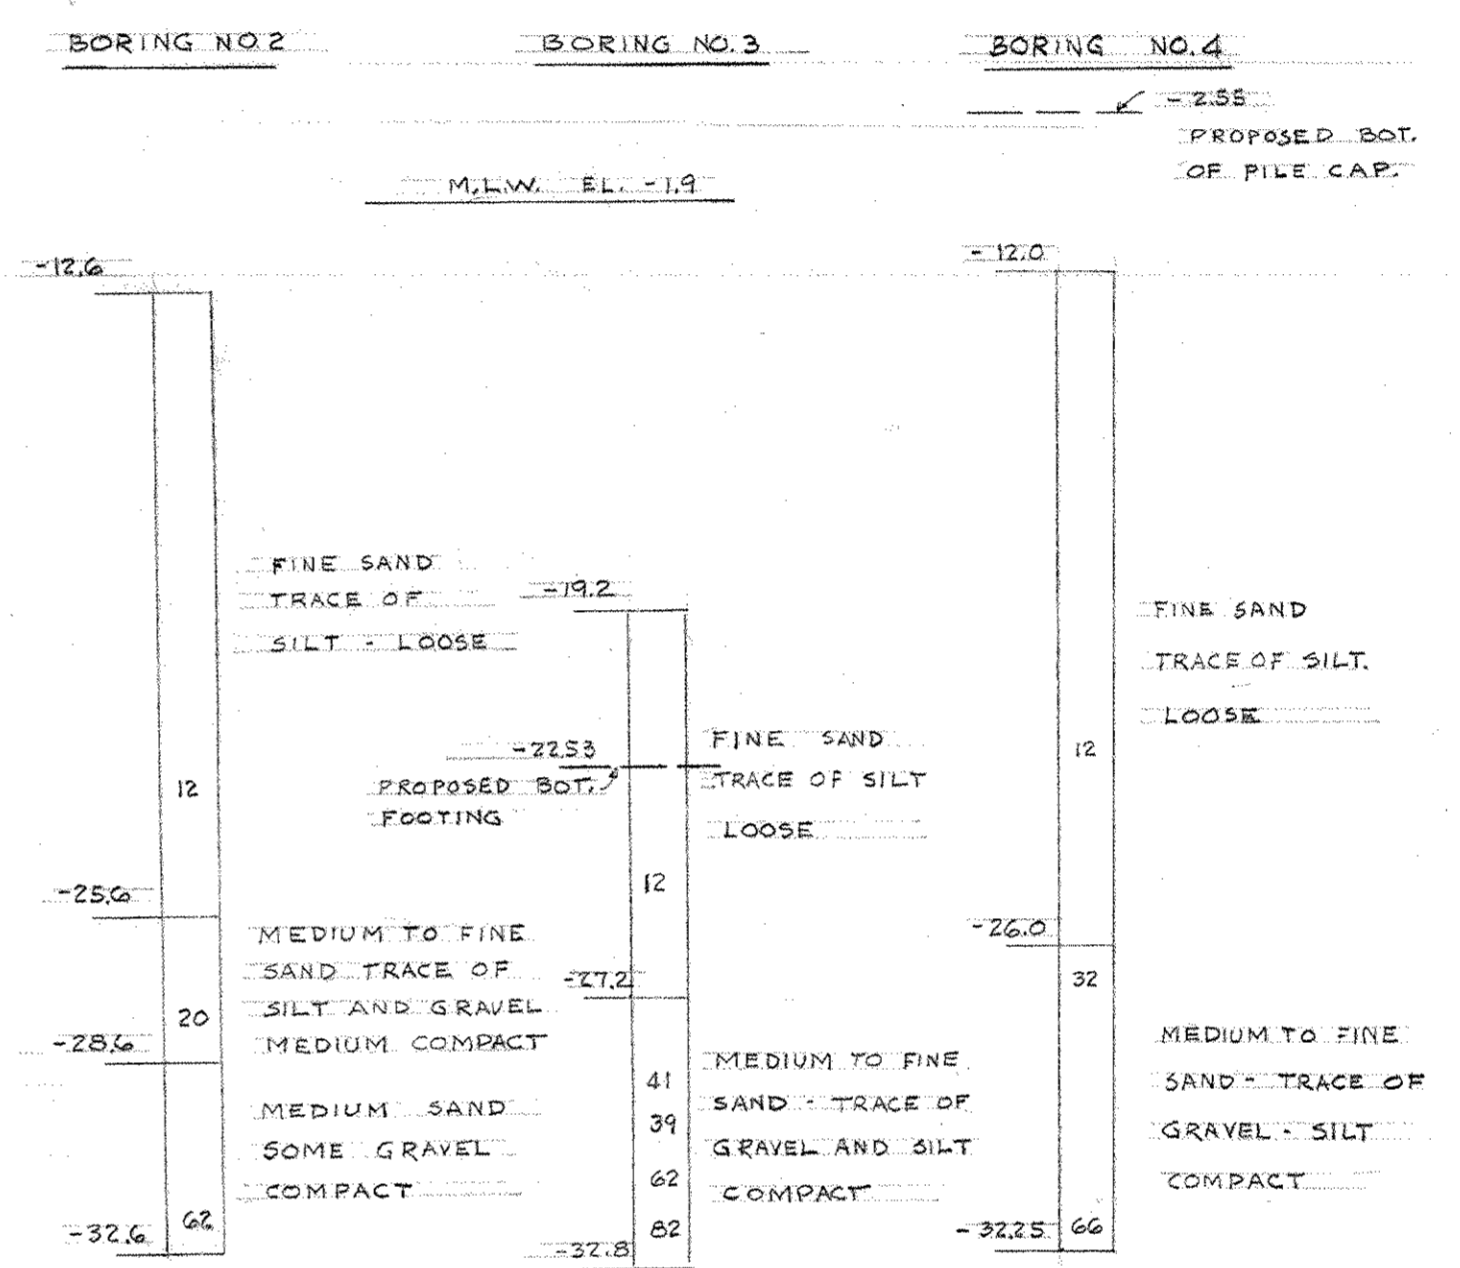 BORING NO.2
BORING NO.3
BORING NO.4
- 2.55
PROPOSED BOT.
OF PILE CAP.
M.L.W. EL. -1.9
-12.6
FINE SAND
TRACE OF
SILT - LOOSE
12
-25.6
MEDIUM TO FINE
SAND TRACE OF
SILT AND GRAVEL
MEDIUM COMPACT
20
-28.6
MEDIUM SAND
SOME GRAVEL
COMPACT
62
-32.6
-19.2
-22.53
PROPOSED BOT.
FOOTING
FINE SAND
TRACE OF SILT
LOOSE
12
-27.2
41
39
62
82
MEDIUM TO FINE
SAND - TRACE OF
GRAVEL AND SILT
COMPACT
-32.8
-12.0
FINE SAND
TRACE OF SILT.
LOOSE
12
-26.0
32
MEDIUM TO FINE
SAND - TRACE OF
GRAVEL - SILT
COMPACT
- 32.25
66